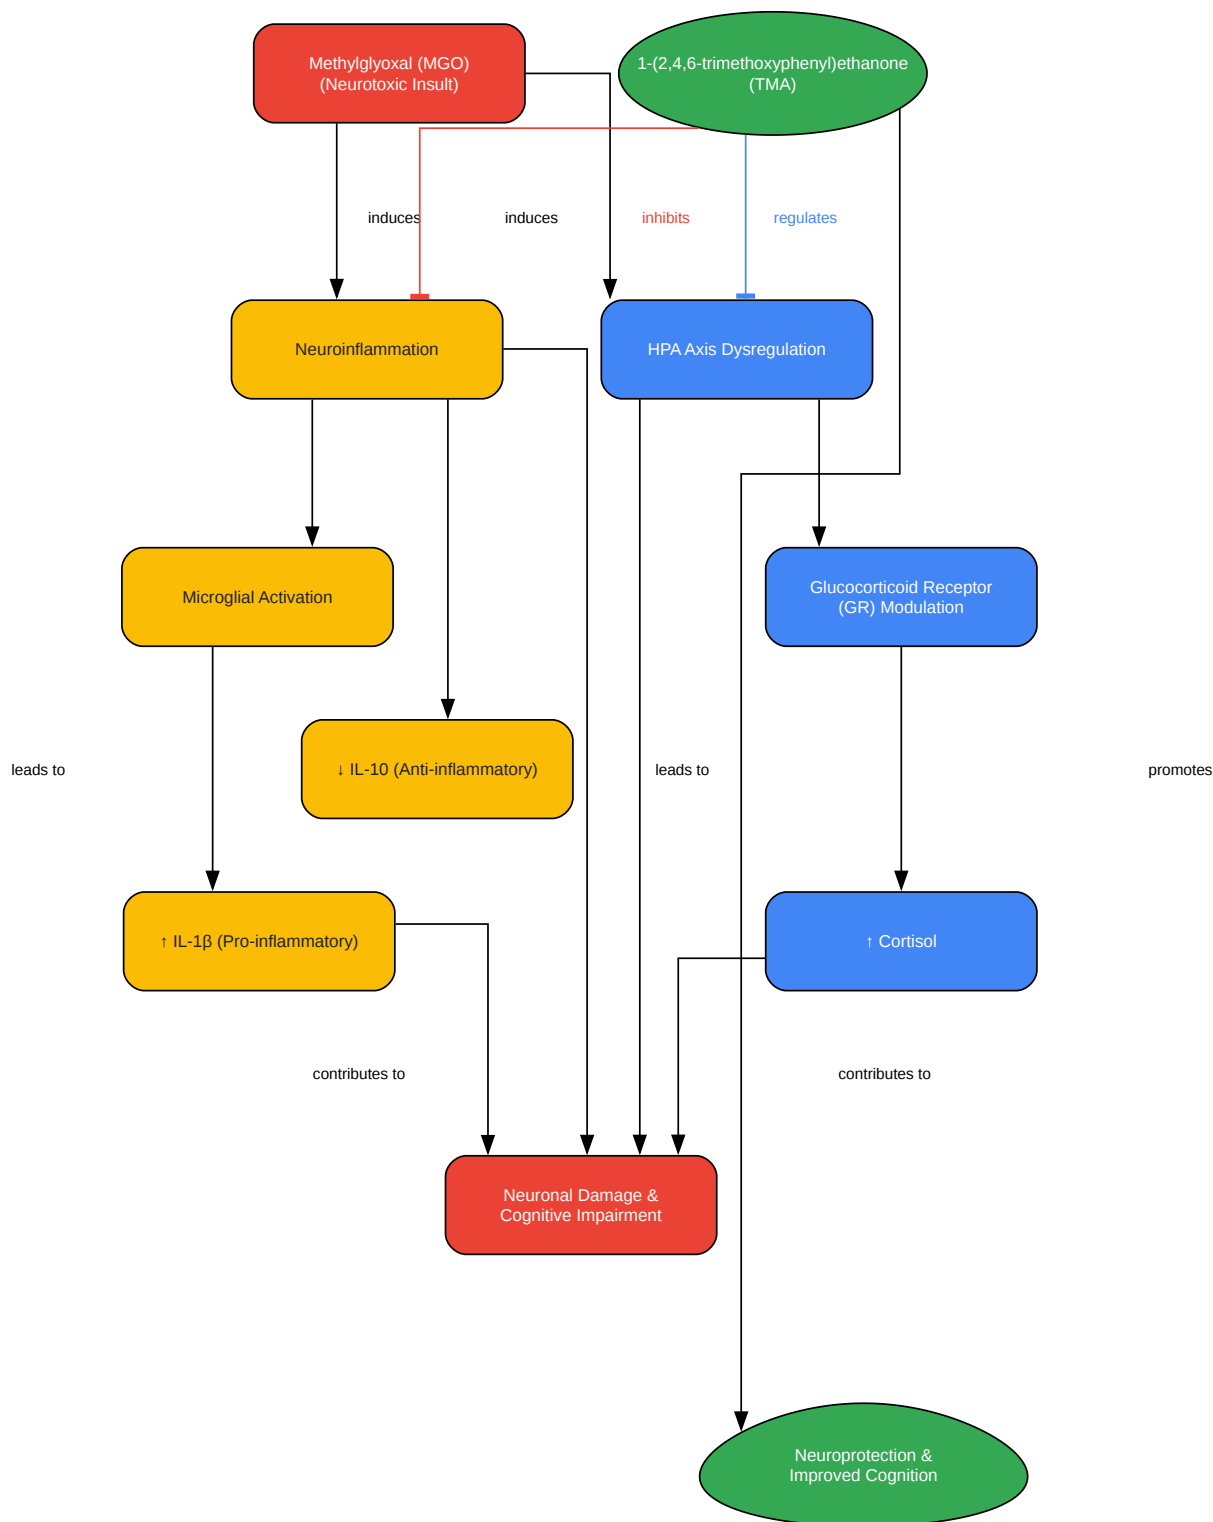 Methylglyoxal (MGO)
(Neurotoxic Insult)
1-(2,4,6-trimethoxyphenyl)ethanone
(TMA)
induces
induces
inhibits
regulates
Neuroinflammation
HPA Axis Dysregulation
Microglial Activation
Glucocorticoid Receptor
(GR) Modulation
leads to
↓ IL-10 (Anti-inflammatory)
leads to
promotes
↑ IL-1β (Pro-inflammatory)
↑ Cortisol
contributes to
contributes to
Neuronal Damage &
Cognitive Impairment
Neuroprotection &
Improved Cognition